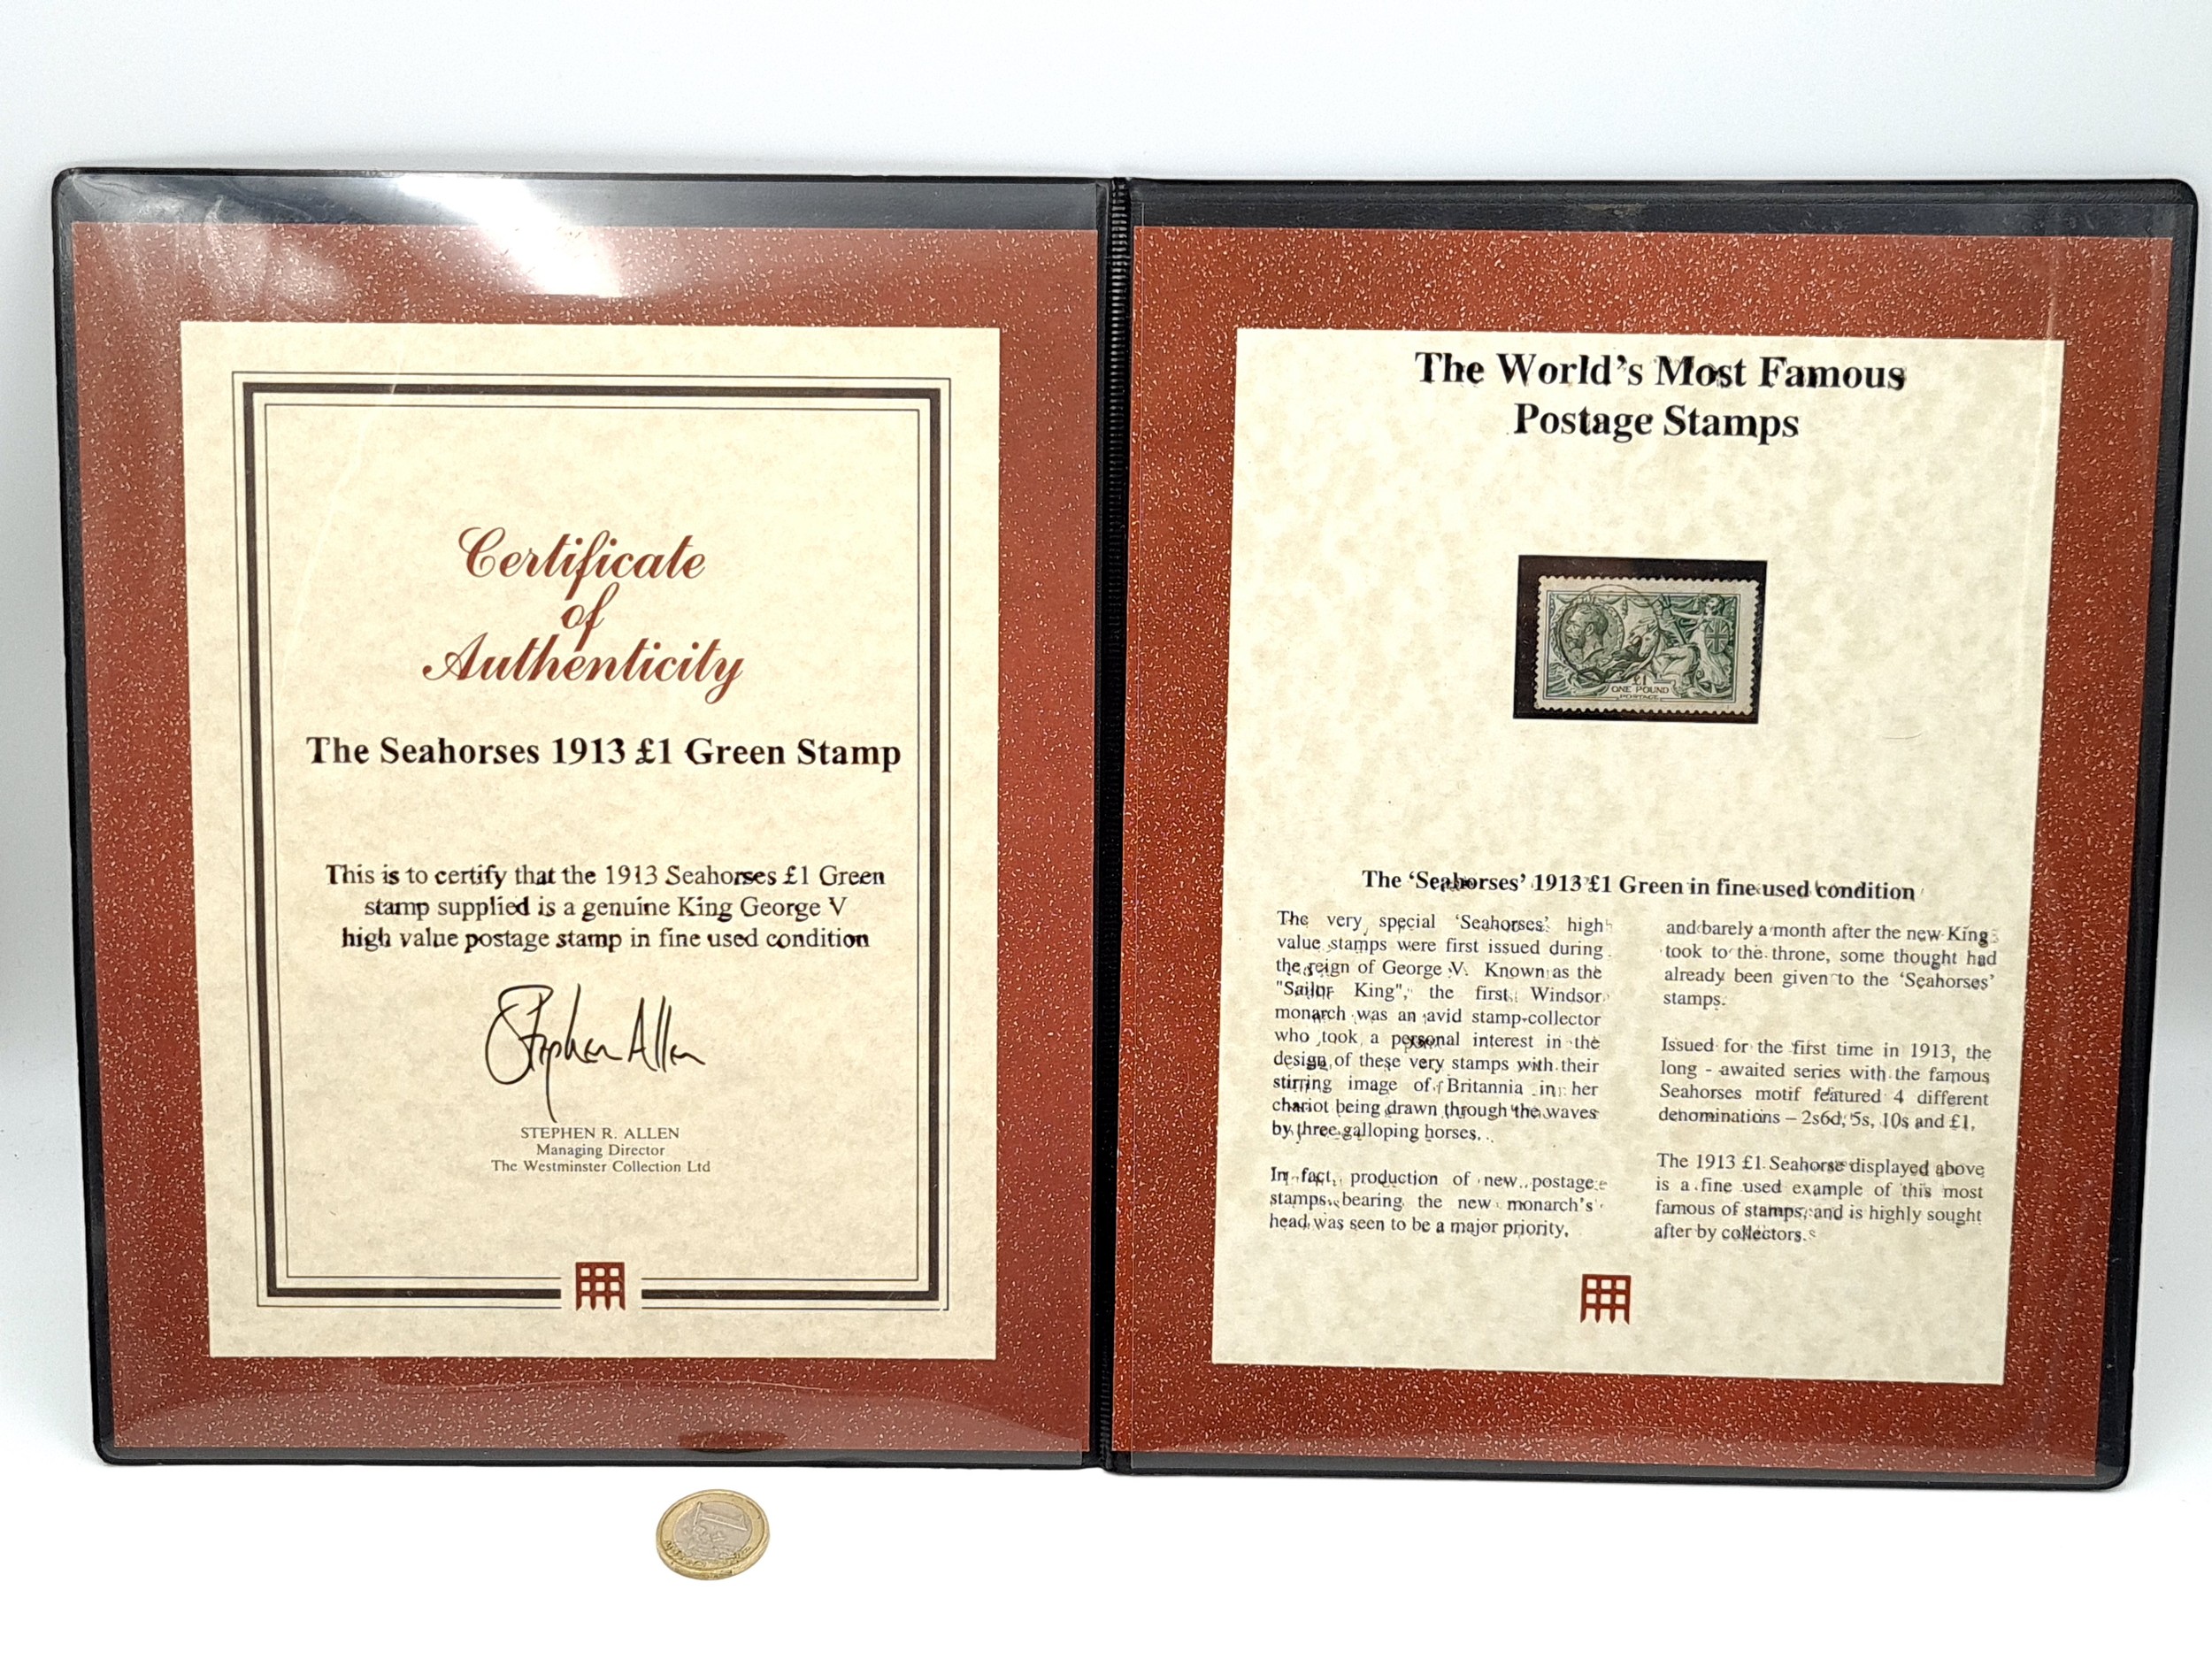 Certificate
of
Authenticity
The Seahorses 1913 £1 Green Stamp
This is to certify that the 1913 Seahorses £1 Green
stamp supplied is a genuine King George V
high value postage stamp in fine used condition
Stephen Allen
STEPHEN R. ALLEN
Managing Director
The Westminster Collection Ltd
The World's Most Famous
Postage Stamps
£1
ONE POUND
POSTAGE
The 'Seahorses' 1913 £1 Green in fine used condition
The very special 'Seahorses' high
value stamps were first issued during
the reign of George V. Known as the
"Sailor King", the first Windsor
monarch was an avid stamp-collector
who took a personal interest in the
design of these very stamps with their
stirring image of Britannia in her
chariot being drawn through the waves
by three galloping horses.
In fact, production of new postage
stamps bearing the new monarch's
head was seen to be a major priority,
and barely a month after the new King
took to the throne, some thought had
already been given to the 'Seahorses'
stamps.
Issued for the first time in 1913, the
long - awaited series with the famous
Seahorses motif featured 4 different
denominations – 2s6d, 5s, 10s and £1.
The 1913 £1 Seahorse displayed above
is a fine used example of this most
famous of stamps, and is highly sought
after by collectors.
1